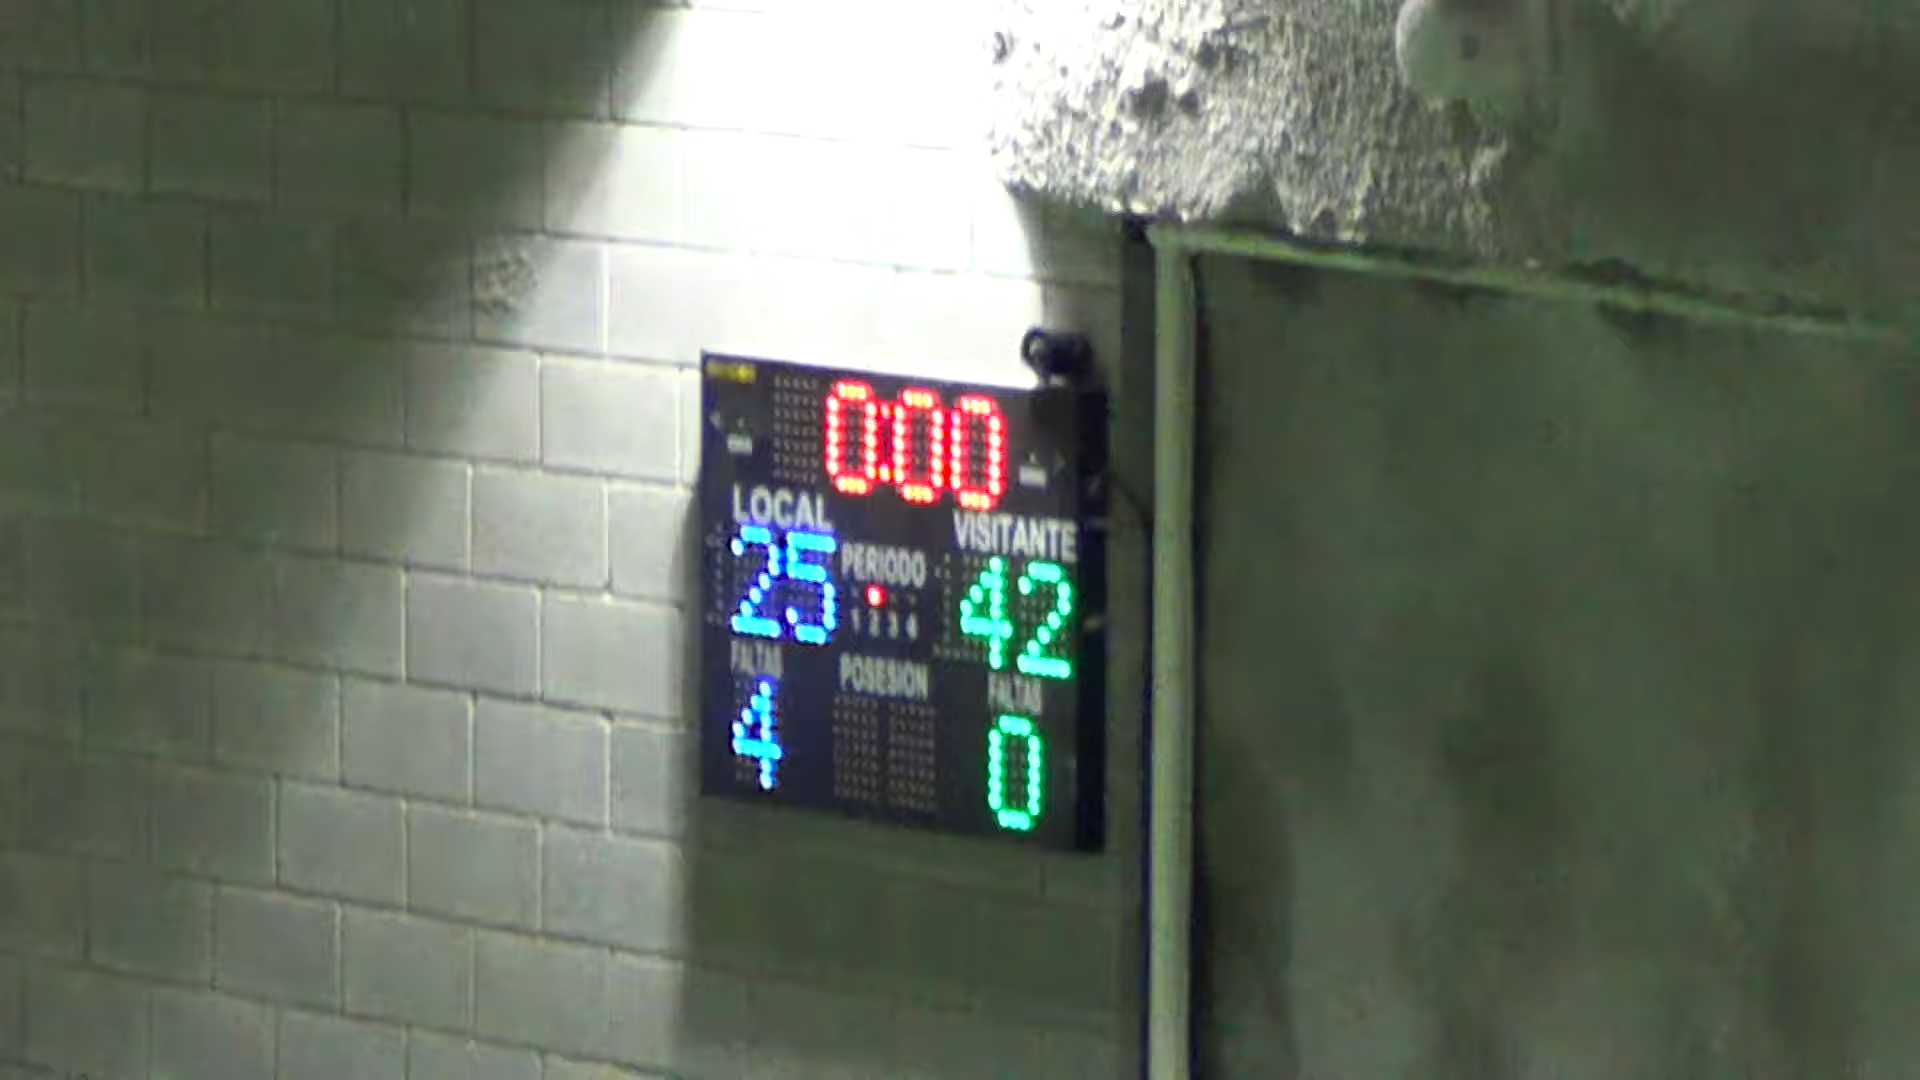 0:00
LOCAL
VISITANTE
25
PERIODO
42
1 2 3 4
FALTAS
POSESION
FALTAS
4
0